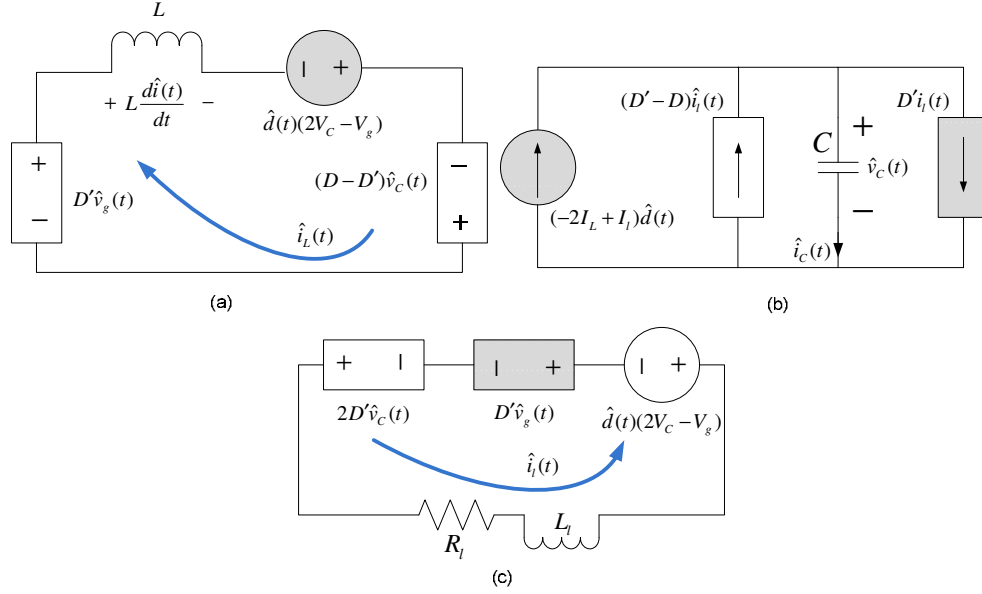 L
+ L dî(t)/dt −
− +
d̂(t)(2V_C − V_g)
+
−
D′v̂_g(t)
(D − D′)v̂_C(t)
−
+
î_L(t)
(a)
(D′ − D)î_l(t)
D′i_l(t)
C
+
v̂_C(t)
−
(−2I_L + I_l)d̂(t)
î_C(t)
(b)
+ −
− +
− +
2D′v̂_C(t)
D′v̂_g(t)
d̂(t)(2V_C − V_g)
î_l(t)
R_l
L_l
(c)